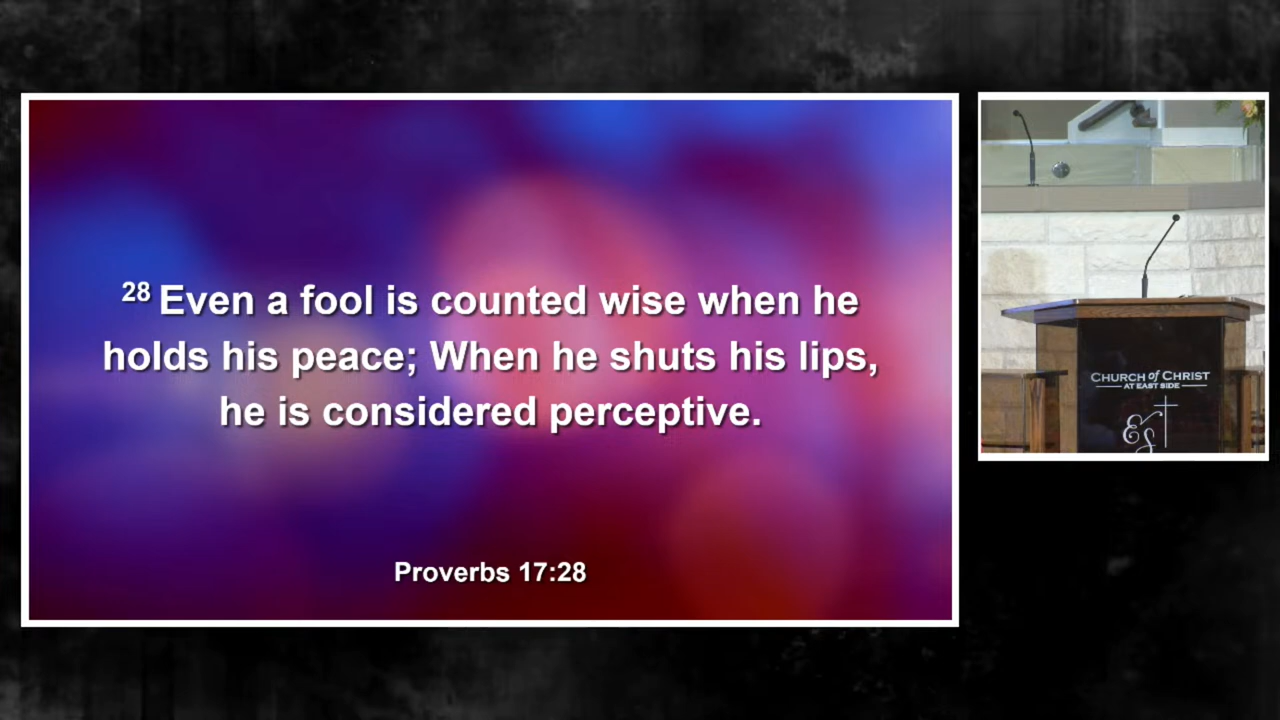 28 Even a fool is counted wise when he
holds his peace; When he shuts his lips,
he is considered perceptive.
Proverbs 17:28
CHURCH of CHRIST
AT EAST SIDE